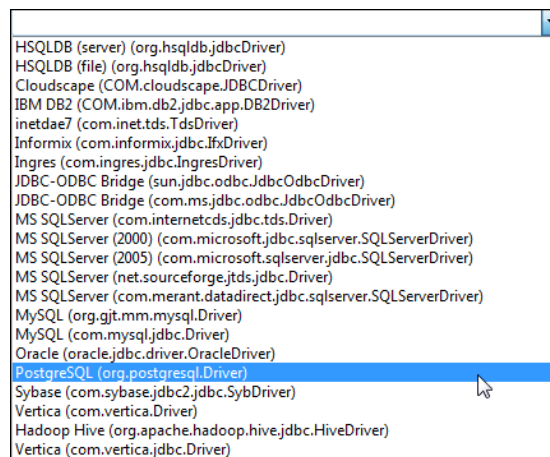 HSQLDB (server) (org.hsqldb.jdbcDriver)
HSQLDB (file) (org.hsqldb.jdbcDriver)
Cloudscape (COM.cloudscape.JDBCDriver)
IBM DB2 (COM.ibm.db2.jdbc.app.DB2Driver)
inetdae7 (com.inet.tds.TdsDriver)
Informix (com.informix.jdbc.IfxDriver)
Ingres (com.ingres.jdbc.IngresDriver)
JDBC-ODBC Bridge (sun.jdbc.odbc.JdbcOdbcDriver)
JDBC-ODBC Bridge (com.ms.jdbc.odbc.JdbcOdbcDriver)
MS SQLServer (com.internetcds.jdbc.tds.Driver)
MS SQLServer (2000) (com.microsoft.jdbc.sqlserver.SQLServerDriver)
MS SQLServer (2005) (com.microsoft.sqlserver.jdbc.SQLServerDriver)
MS SQLServer (net.sourceforge.jtds.jdbc.Driver)
MS SQLServer (com.merant.datadirect.jdbc.sqlserver.SQLServerDriver)
MySQL (org.gjt.mm.mysql.Driver)
MySQL (com.mysql.jdbc.Driver)
Oracle (oracle.jdbc.driver.OracleDriver)
PostgreSQL (org.postgresql.Driver)
Sybase (com.sybase.jdbc2.jdbc.SybDriver)
Vertica (com.vertica.Driver)
Hadoop Hive (org.apache.hadoop.hive.jdbc.HiveDriver)
Vertica (com.vertica.jdbc.Driver)